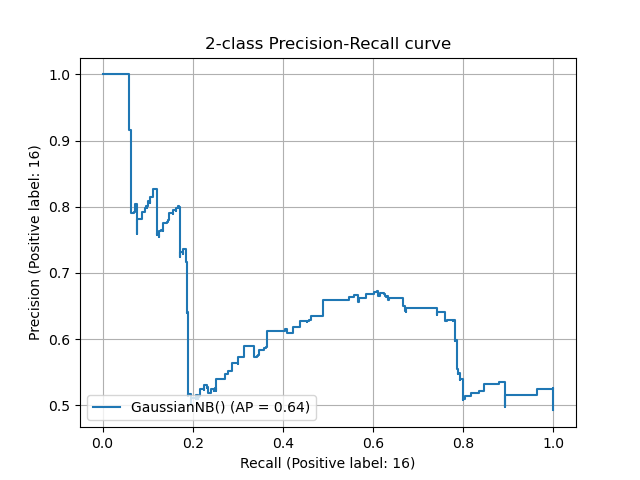 2-class Precision-Recall curve
1.0
0.9
0.8
0.7
0.6
0.5
Precision (Positive label: 16)
GaussianNB() (AP = 0.64)
0.0 0.2 0.4 0.6 0.8 1.0
Recall (Positive label: 16)